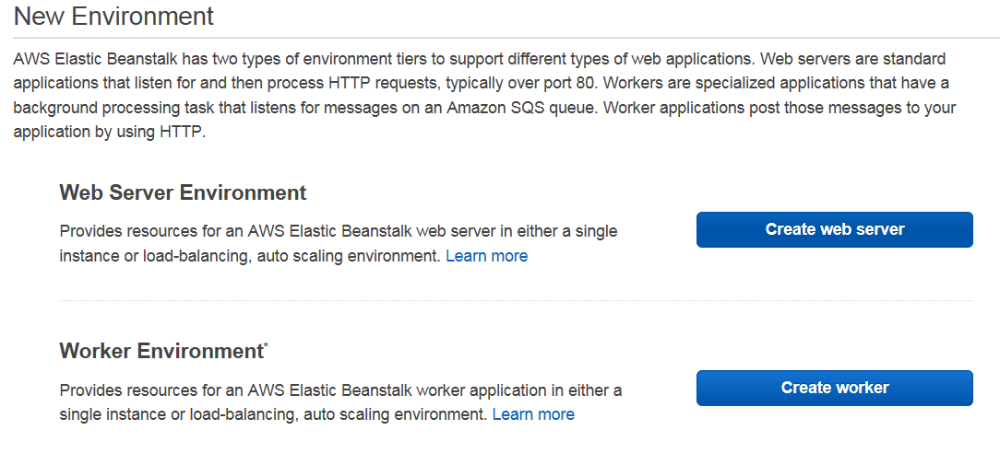 New Environment
AWS Elastic Beanstalk has two types of environment tiers to support different types of web applications. Web servers are standard
applications that listen for and then process HTTP requests, typically over port 80. Workers are specialized applications that have a
background processing task that listens for messages on an Amazon SQS queue. Worker applications post those messages to your
application by using HTTP.
Web Server Environment
Provides resources for an AWS Elastic Beanstalk web server in either a single
instance or load-balancing, auto scaling environment. Learn more
Create web server
Worker Environment*
Provides resources for an AWS Elastic Beanstalk worker application in either a
single instance or load-balancing, auto scaling environment. Learn more
Create worker